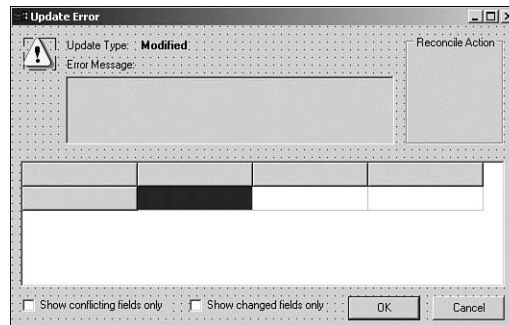 Update Error
Update Type: Modified
Reconcile Action
Error Message:
Show conflicting fields only
Show changed fields only
OK
Cancel